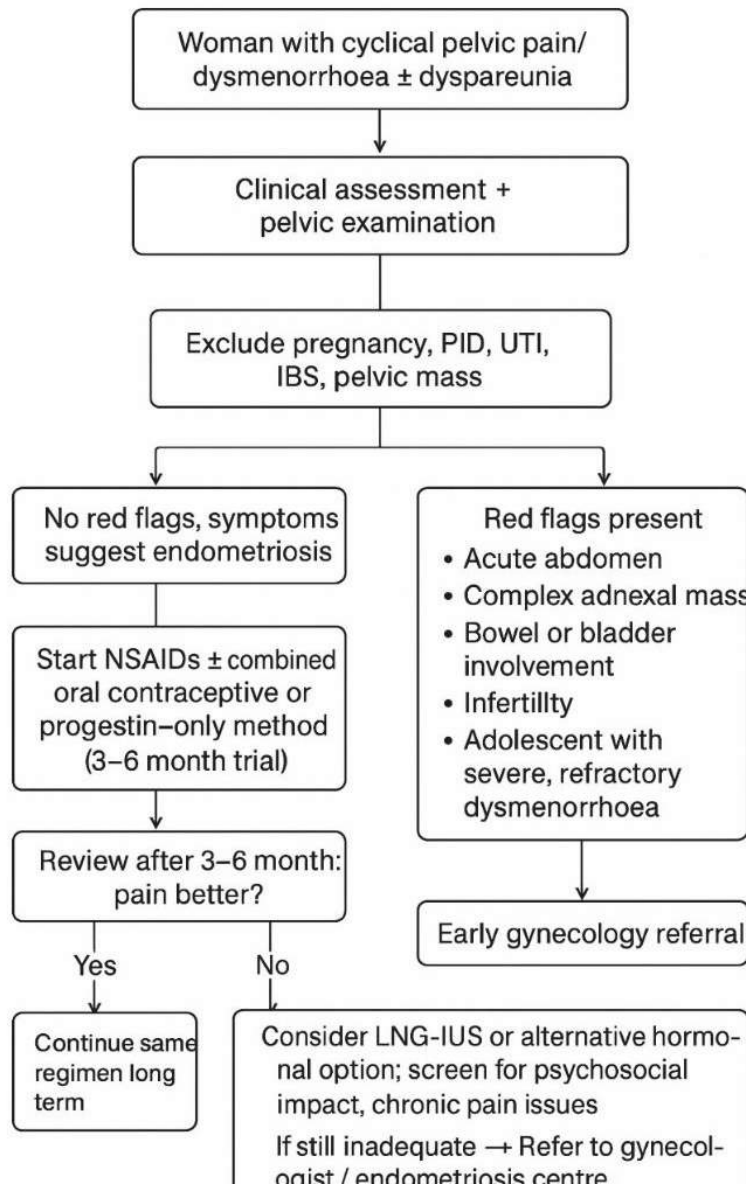 Woman with cyclical pelvic pain/
dysmenorrhoea ± dyspareunia
Clinical assessment +
pelvic examination
Exclude pregnancy, PID, UTI,
IBS, pelvic mass
No red flags, symptoms
suggest endometriosis
Start NSAIDs ± combined
oral contraceptive or
progestin–only method
(3–6 month trial)
Review after 3–6 month:
pain better?
Yes
No
Continue same
regimen long
term
Consider LNG-IUS or alternative hormo-
nal option; screen for psychosocial
impact, chronic pain issues
If still inadequate → Refer to gynecol-
ogist / endometriosis centre
Red flags present
• Acute abdomen
• Complex adnexal mass
• Bowel or bladder
involvement
• Infertillty
• Adolescent with
severe, refractory
dysmenorrhoea
Early gynecology referral